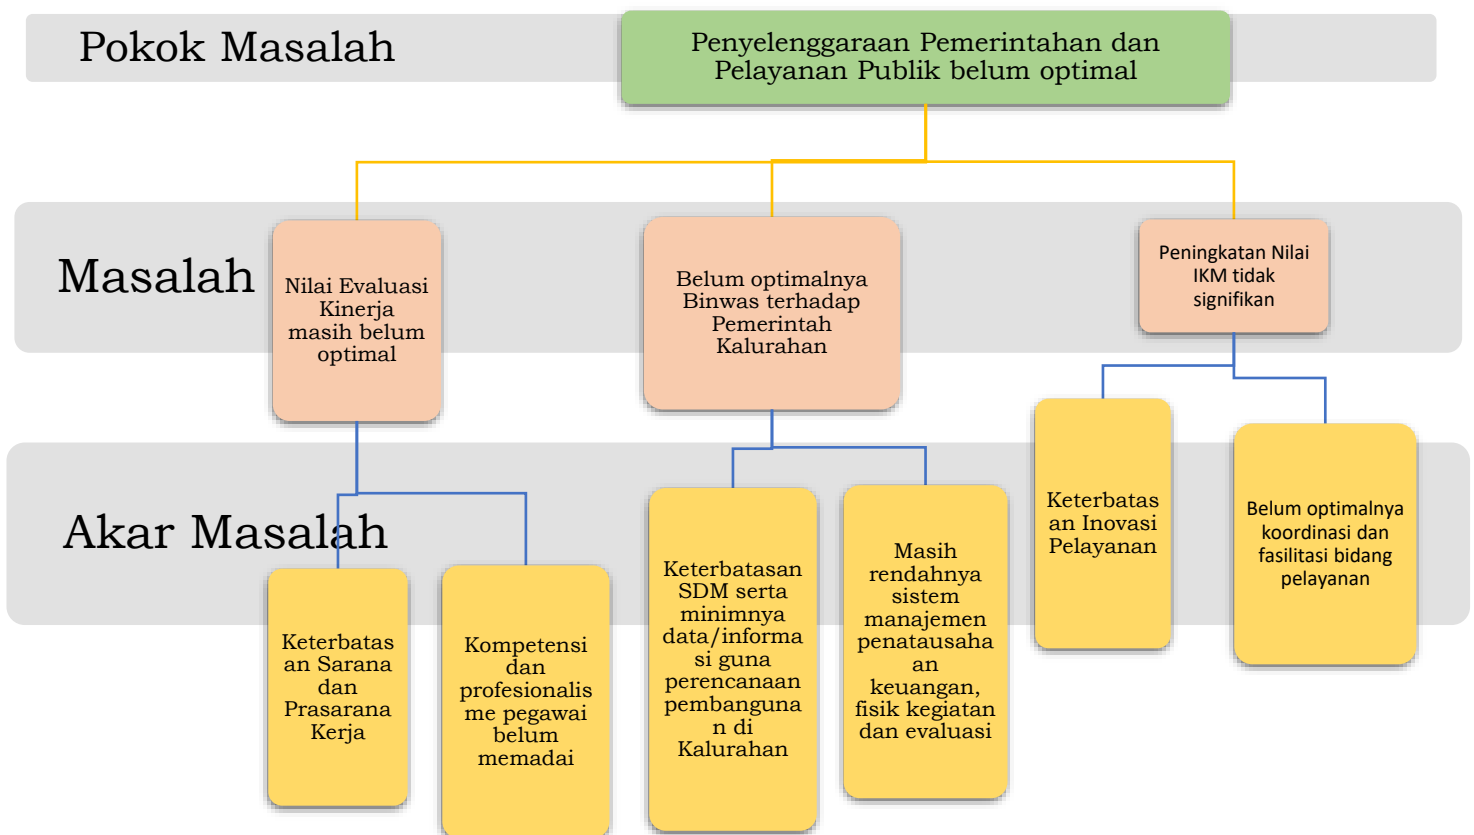 Pokok Masalah
Penyelenggaraan Pemerintahan dan
Pelayanan Publik belum optimal
Masalah
Nilai Evaluasi
Kinerja
masih belum
optimal
Belum optimalnya
Binwas terhadap
Pemerintah
Kalurahan
Peningkatan Nilai
IKM tidak
signifikan
Akar Masalah
Keterbatas
an Sarana
dan
Prasarana
Kerja
Kompetensi
dan
profesionalis
me pegawai
belum
memadai
Keterbatasan
SDM serta
minimnya
data/informa
si guna
perencanaan
pembanguna
n di
Kalurahan
Masih
rendahnya
sistem
manajemen
penatausaha
an
keuangan,
fisik kegiatan
dan evaluasi
Keterbatas
an Inovasi
Pelayanan
Belum optimalnya
koordinasi dan
fasilitasi bidang
pelayanan